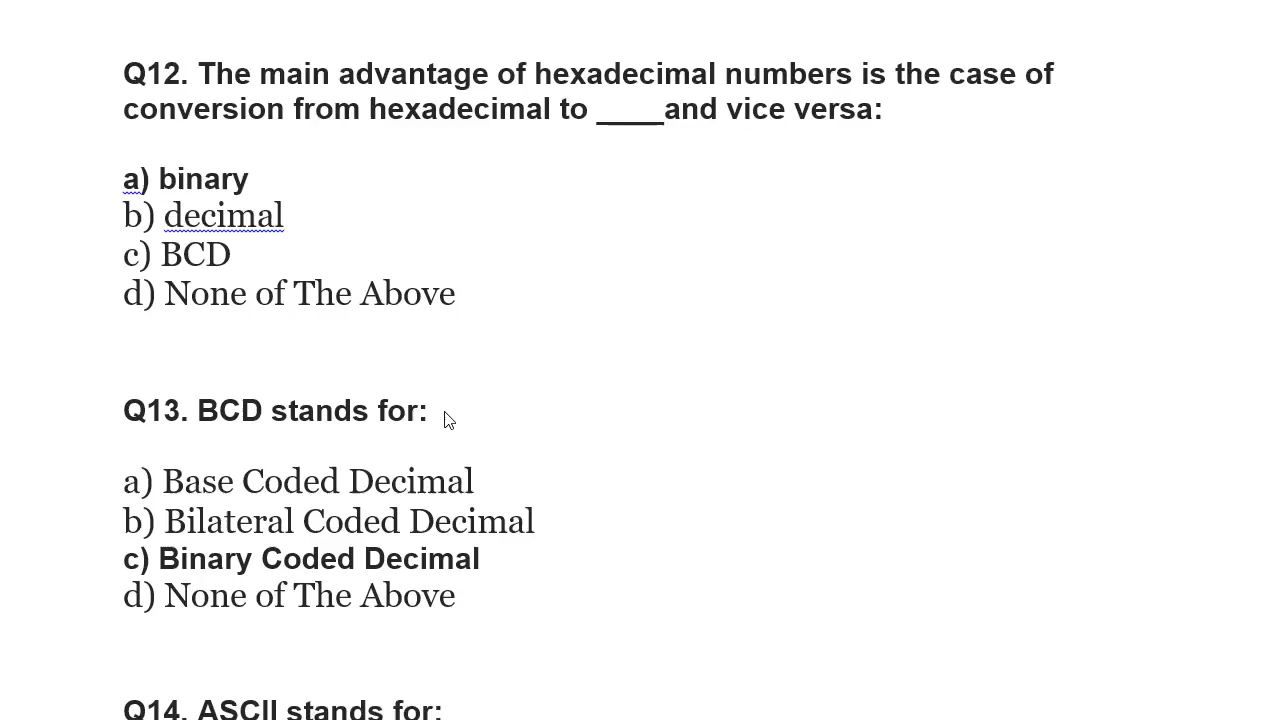 Q12. The main advantage of hexadecimal numbers is the case of
conversion from hexadecimal to ____and vice versa:
a) binary
b) decimal
c) BCD
d) None of The Above
Q13. BCD stands for:
a) Base Coded Decimal
b) Bilateral Coded Decimal
c) Binary Coded Decimal
d) None of The Above
Q14. ASCII stands for: